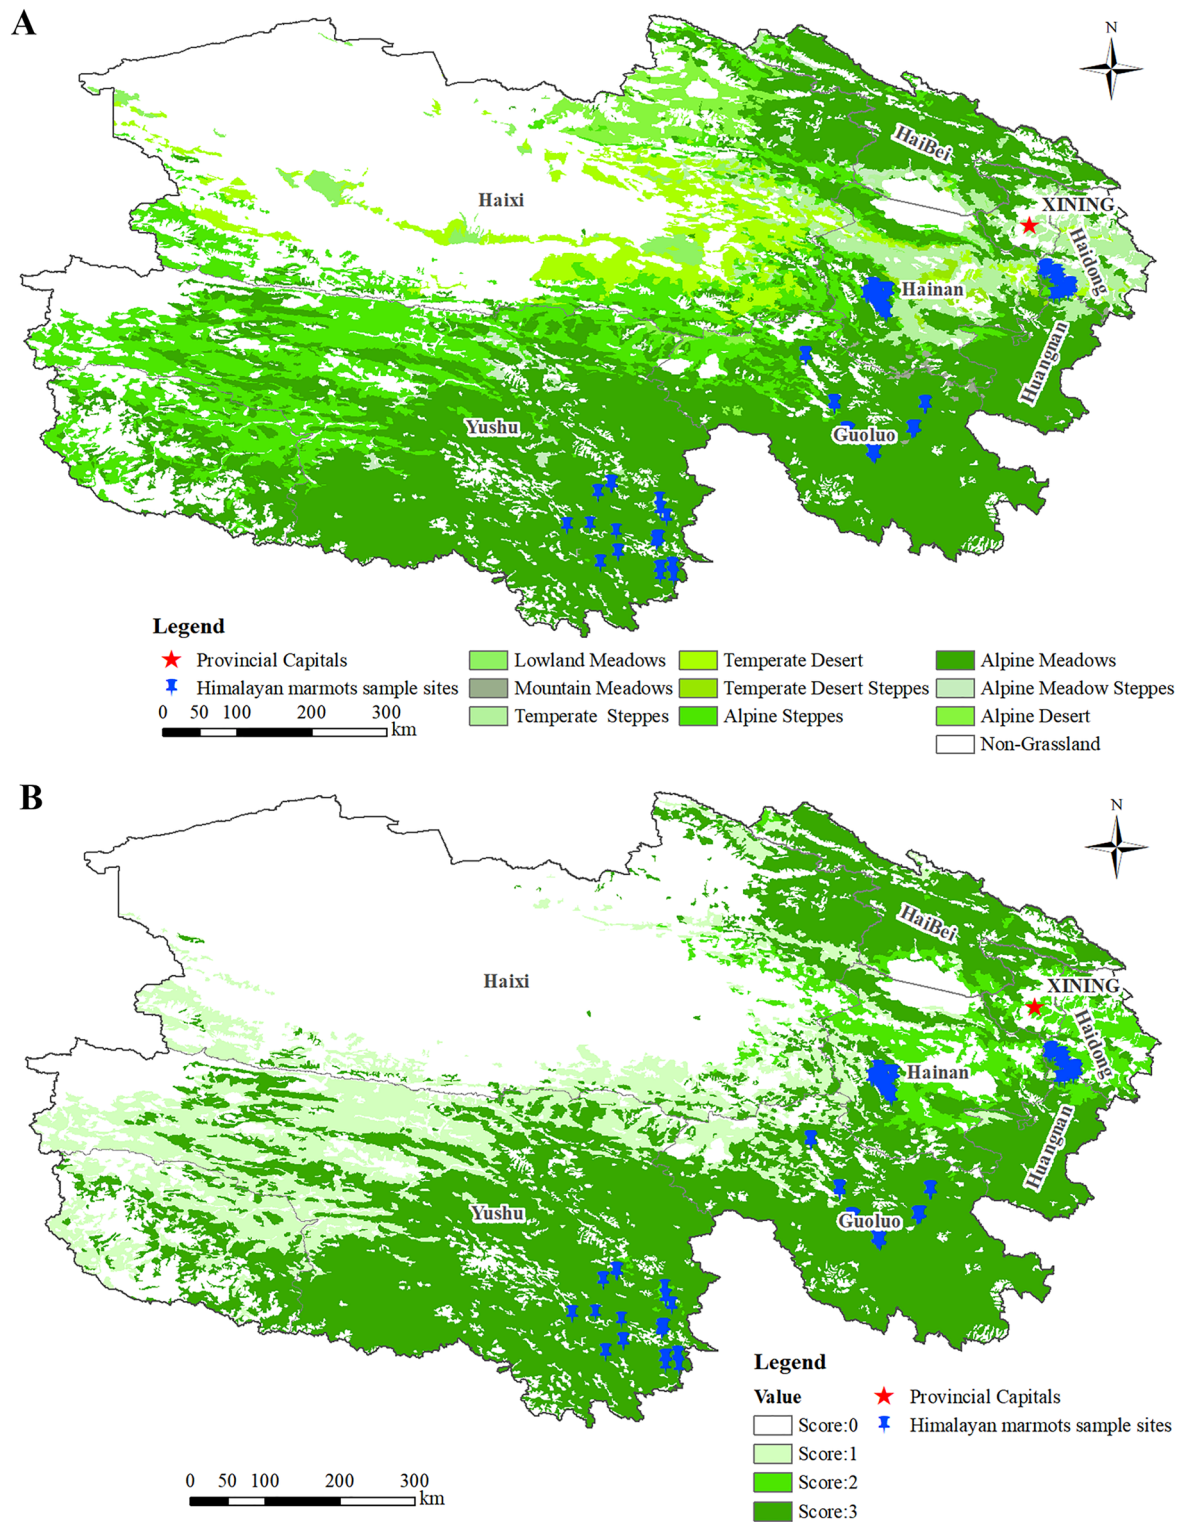 A
N
HaiBei
XINING
Haixi
Haidong
Hainan
Huangnan
Yushu
Guoluo
Legend
Provincial Capitals
Himalayan marmots sample sites
0 50 100 200 300
km
Lowland Meadows
Mountain Meadows
Temperate Steppes
Temperate Desert
Temperate Desert Steppes
Alpine Steppes
Alpine Meadows
Alpine Meadow Steppes
Alpine Desert
Non-Grassland
B
N
HaiBei
Haixi
XINING
Haidong
Hainan
Huangnan
Yushu
Guoluo
Legend
Value
Score:0
Score:1
Score:2
Score:3
Provincial Capitals
Himalayan marmots sample sites
0 50 100 200 300
km